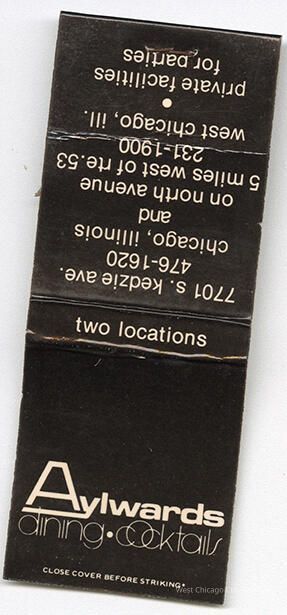 7701 s. kedzie ave.
476-1620
chicago, illinois
and
on north avenue
5 miles west of rte.53
231-1900
west chicago, ill.
•
private facilities
for parties
two locations
Aylwards
dining•cocktails
CLOSE COVER BEFORE STRIKING•
West Chicago